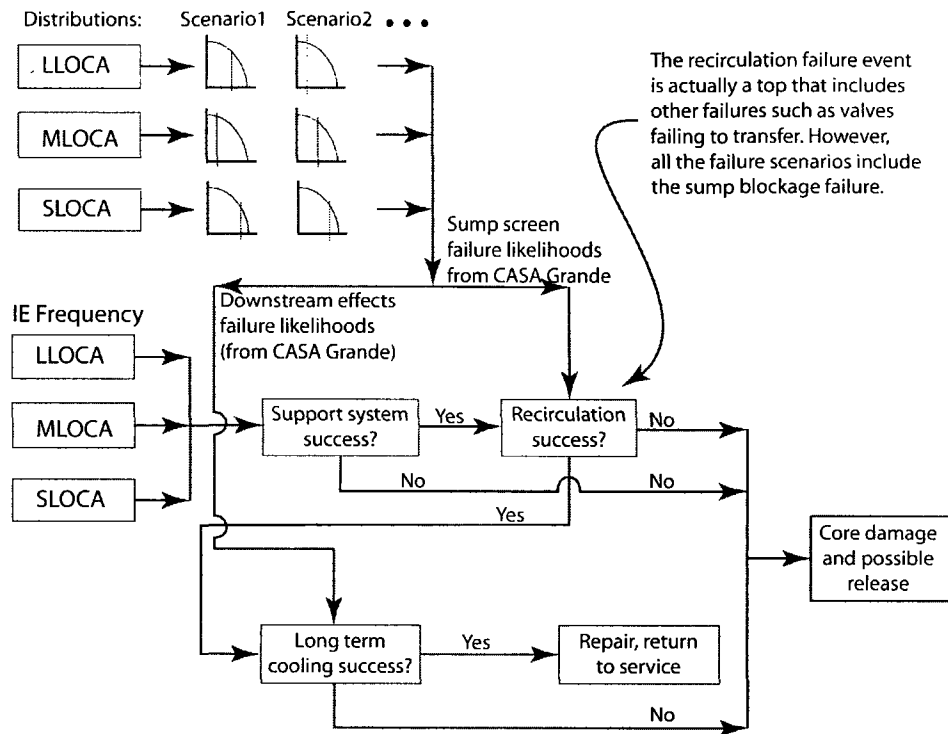 Distributions: Scenario1 Scenario2 • • •
LLOCA
MLOCA
SLOCA
The recirculation failure event
is actually a top that includes
other failures such as valves
failing to transfer. However,
all the failure scenarios include
the sump blockage failure.
Sump screen
failure likelihoods
from CASA Grande
Downstream effects
failure likelihoods
(from CASA Grande)
IE Frequency
LLOCA
MLOCA
SLOCA
Support system
success?
Yes
Recirculation
success?
No
No
No
Yes
Core damage
and possible
release
Long term
cooling success?
Yes
Repair, return
to service
No